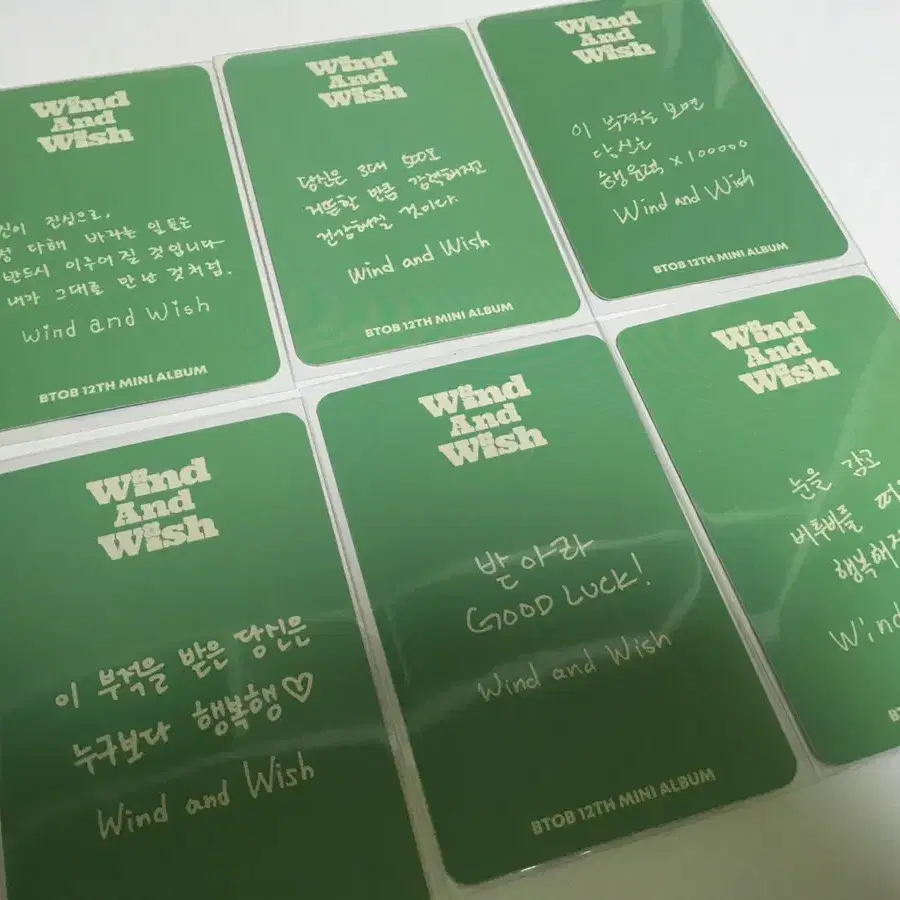 Wind
And
Wish
진심으로,
다해 바라는 일들은
반드시 이루어질 것입니다
내가 그대를 만난 것처럼.
Wind and Wish
BTOB 12TH MINI ALBUM
Wind
And
Wish
당신은 3대 500도
거뜬할 만큼 강력해지고
건강해질 것이다.
Wind and Wish
BTOB 12TH MINI ALBUM
Wind
And
Wish
이 부적을 보면
당신은
행운력 x100000
Wind and Wish
BTOB 12TH MINI ALBUM
Wind
And
Wish
이 부적을 받은 당신은
누구보다 행복행♡
Wind and Wish
Wind
And
Wish
받아라
GOOD LUCK!
Wind and Wish
BTOB 12TH MINI ALBUM
Wind
And
Wish
눈을 감고
비투비를
Wind